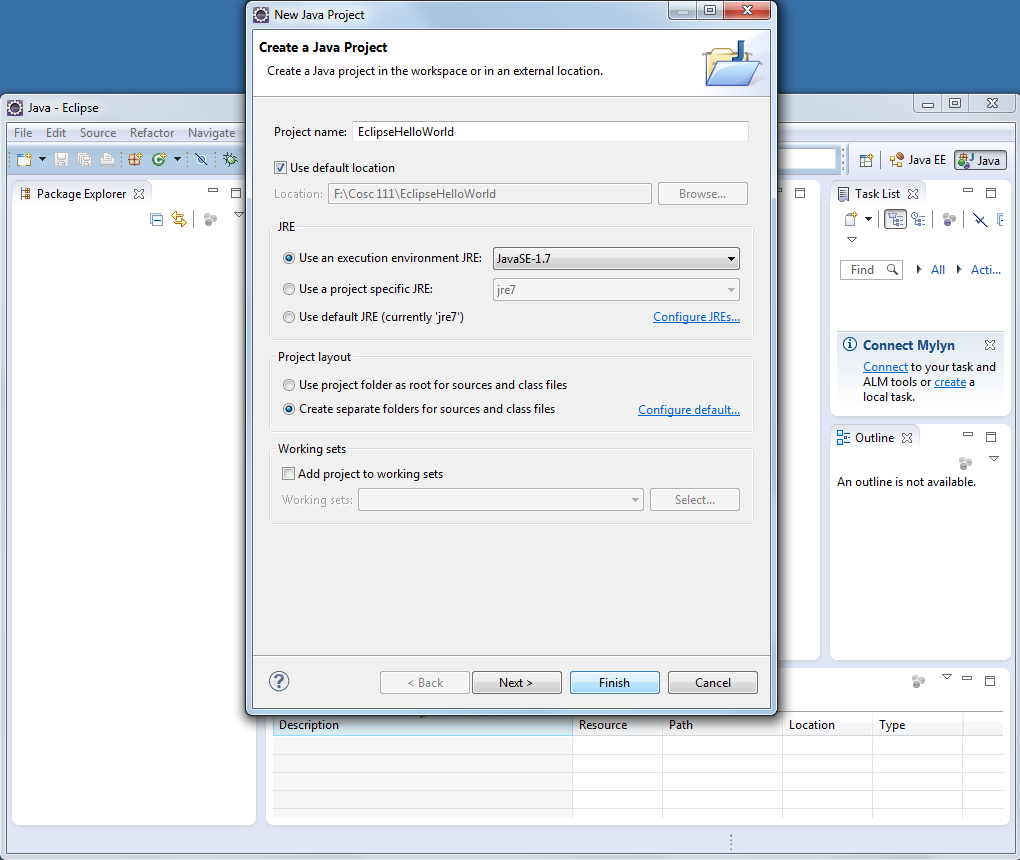 New Java Project
Create a Java Project
Create a Java project in the workspace or in an external location.
Project name: EclipseHelloWorld
Use default location
Location: F:\Cosc 111\EclipseHelloWorld Browse...
JRE
Use an execution environment JRE: JavaSE-1.7
Use a project specific JRE: jre7
Use default JRE (currently 'jre7') Configure JREs...
Project layout
Use project folder as root for sources and class files
Create separate folders for sources and class files Configure default...
Working sets
Add project to working sets
Working sets: Select...
? < Back Next > Finish Cancel
Java - Eclipse
File Edit Source Refactor Navigate
Java EE Java
Package Explorer
Task List
Find All Acti...
Connect Mylyn
Connect to your task and
ALM tools or create a
local task.
Outline
An outline is not available.
Description Resource Path Location Type